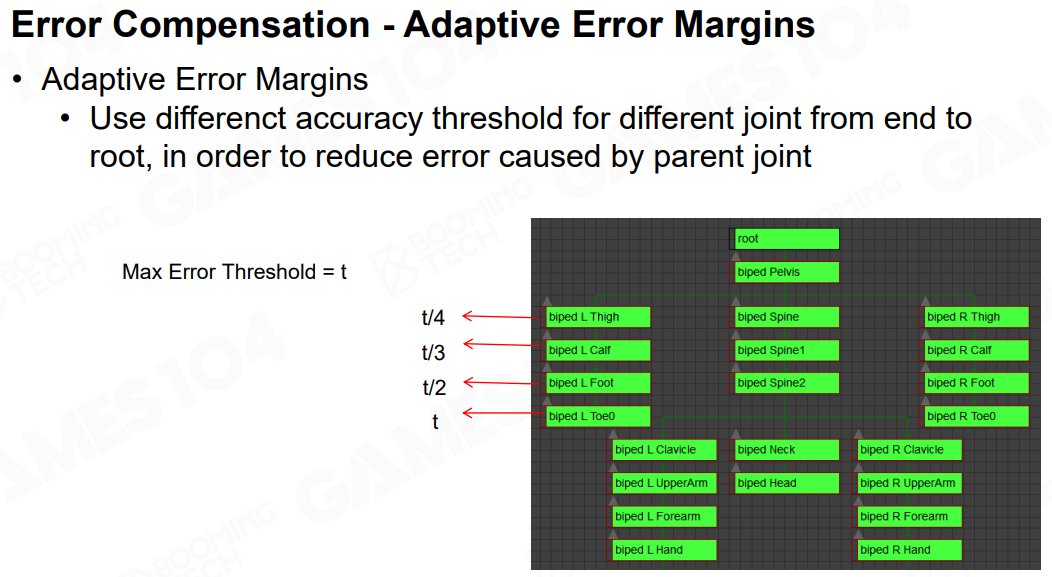 Error Compensation - Adaptive Error Margins
• Adaptive Error Margins
• Use differenct accuracy threshold for different joint from end to
root, in order to reduce error caused by parent joint
Max Error Threshold = t
t/4
t/3
t/2
t
root
biped Pelvis
biped L Thigh
biped Spine
biped R Thigh
biped L Calf
biped Spine1
biped R Calf
biped L Foot
biped Spine2
biped R Foot
biped L Toe0
biped R Toe0
biped L Clavicle
biped Neck
biped R Clavicle
biped L UpperArm
biped Head
biped R UpperArm
biped L Forearm
biped R Forearm
biped L Hand
biped R Hand
GAMES104
BOOMING
TECH